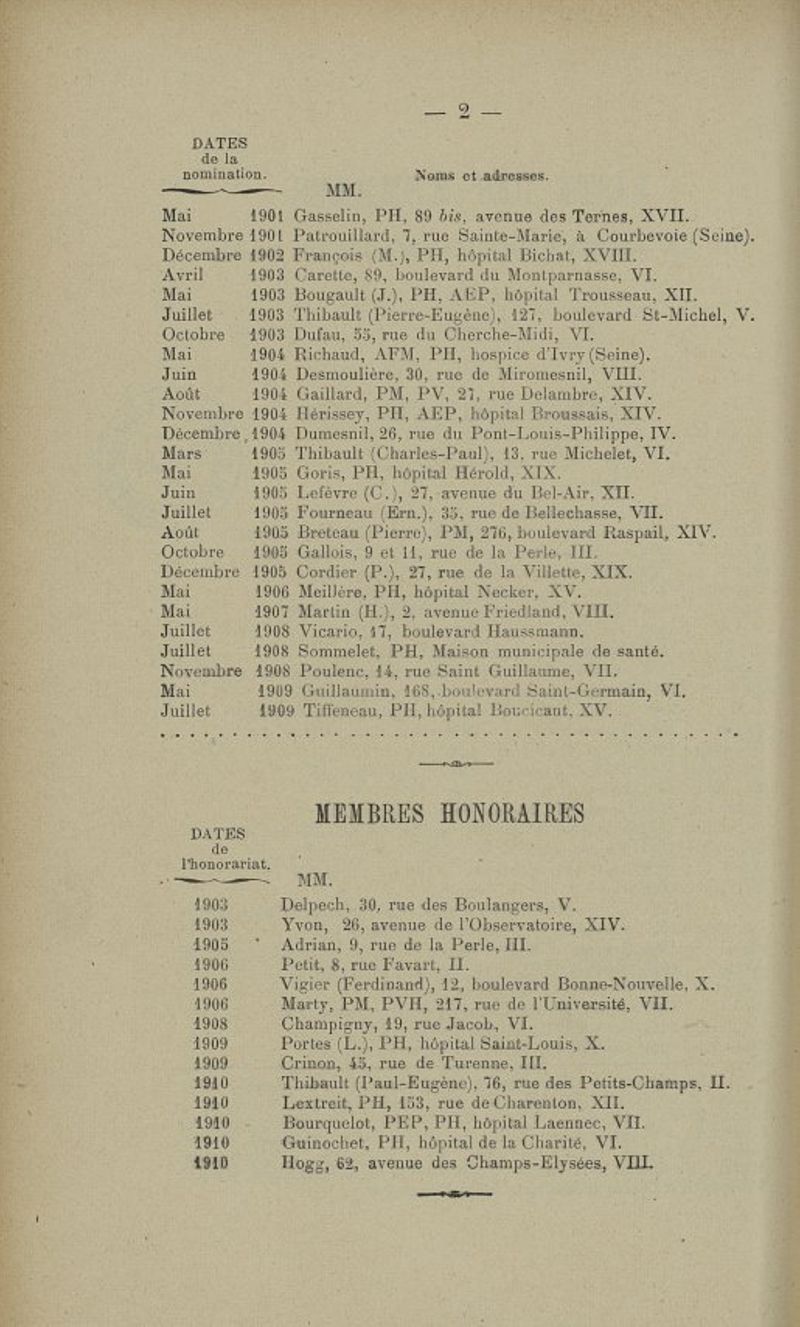 — 2 —
DATES
de la
nomination.
Noms et adresses.
MM.
Mai 1901 Gasselin, PH, 89 bis, avenue des Ternes, XVII.
Novembre 1901 Patrouillard, 7, rue Sainte-Marie, à Courbevoie (Seine).
Décembre 1902 François (M.), PH, hôpital Bichat, XVIII.
Avril 1903 Carette, 89, boulevard du Montparnasse, VI.
Mai 1903 Bougault (J.), PH, AEP, hôpital Trousseau, XII.
Juillet 1903 Thibault (Pierre-Eugène), 127, boulevard St-Michel, V.
Octobre 1903 Dufau, 55, rue du Cherche-Midi, VI.
Mai 1904 Richaud, AFM, PH, hospice d'Ivry (Seine).
Juin 1904 Desmoulière, 30, rue de Miromesnil, VIII.
Août 1904 Gaillard, PM, PV, 21, rue Delambre, XIV.
Novembre 1904 Hérissey, PH, AEP, hôpital Broussais, XIV.
Décembre 1904 Dumesnil, 26, rue du Pont-Louis-Philippe, IV.
Mars 1905 Thibault (Charles-Paul), 13, rue Michelet, VI.
Mai 1905 Goris, PH, hôpital Hérold, XIX.
Juin 1905 Lefèvre (C.), 27, avenue du Bel-Air, XII.
Juillet 1905 Fourneau (Ern.), 35, rue de Bellechasse, VII.
Août 1905 Breteau (Pierre), PM, 276, boulevard Raspail, XIV.
Octobre 1905 Gallois, 9 et 11, rue de la Perle, III.
Décembre 1905 Cordier (P.), 27, rue de la Villette, XIX.
Mai 1906 Meillère, PH, hôpital Necker, XV.
Mai 1907 Martin (H.), 2, avenue Friedland, VIII.
Juillet 1908 Vicario, 17, boulevard Haussmann.
Juillet 1908 Sommelet, PH, Maison municipale de santé.
Novembre 1908 Poulenc, 14, rue Saint Guillaume, VII.
Mai 1909 Guillaumin, 168, boulevard Saint-Germain, VI.
Juillet 1909 Tiffeneau, PH, hôpital Boucicaut, XV.
MEMBRES HONORAIRES
DATES
de
l'honorariat.
MM.
1903 Delpech, 30, rue des Boulangers, V.
1903 Yvon, 26, avenue de l'Observatoire, XIV.
1905 Adrian, 9, rue de la Perle, III.
1906 Petit, 8, rue Favart, II.
1906 Vigier (Ferdinand), 12, boulevard Bonne-Nouvelle, X.
1906 Marty, PM, PVH, 217, rue de l'Université, VII.
1908 Champigny, 19, rue Jacob, VI.
1909 Portes (L.), PH, hôpital Saint-Louis, X.
1909 Crinon, 45, rue de Turenne, III.
1910 Thibault (Paul-Eugène), 76, rue des Petits-Champs, II.
1910 Lextreit, PH, 153, rue de Charenton, XII.
1910 Bourquelot, PEP, PH, hôpital Laennec, VII.
1910 Guinochet, PH, hôpital de la Charité, VI.
1910 Hogg, 62, avenue des Champs-Elysées, VIII.